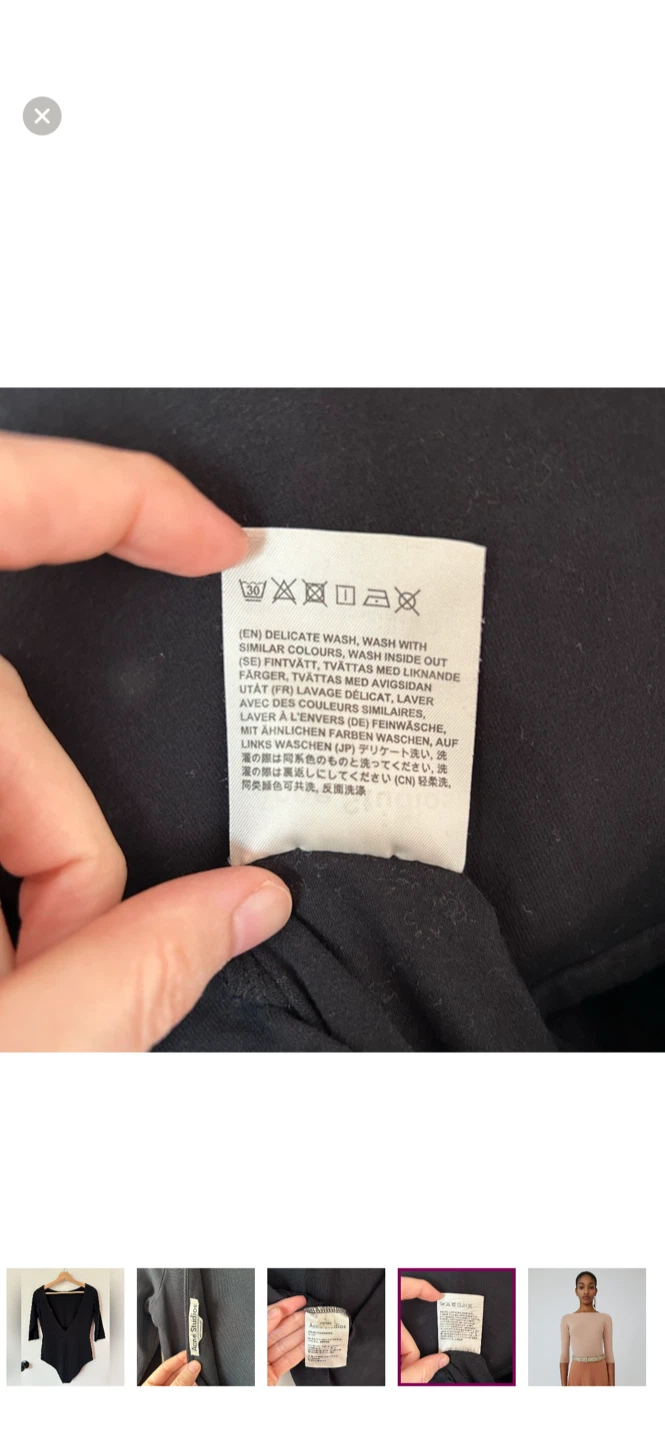 30
(EN) DELICATE WASH, WASH WITH
SIMILAR COLOURS, WASH INSIDE OUT
(SE) FINTVÄTT, TVÄTTAS MED LIKNANDE
FÄRGER, TVÄTTAS MED AVIGSIDAN
UTÅT (FR) LAVAGE DÉLICAT, LAVER
AVEC DES COULEURS SIMILAIRES,
LAVER À L'ENVERS (DE) FEINWÄSCHE,
MIT ÄHNLICHEN FARBEN WASCHEN, AUF
LINKS WASCHEN (JP) デリケート洗い, 洗
濯の際は同系色のものと洗ってください, 洗
濯の際は裏返しにしてください (CN) 轻柔洗,
同类颜色可共洗, 反面洗涤
Acne Studios